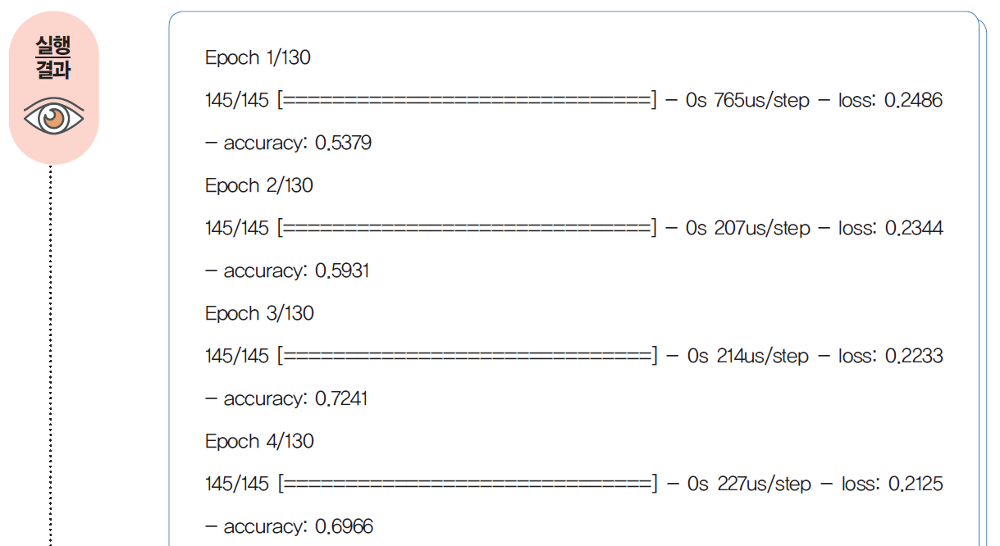 실행
결과
Epoch 1/130
145/145 [==============================] - 0s 765us/step - loss: 0.2486
- accuracy: 0.5379
Epoch 2/130
145/145 [==============================] - 0s 207us/step - loss: 0.2344
- accuracy: 0.5931
Epoch 3/130
145/145 [==============================] - 0s 214us/step - loss: 0.2233
- accuracy: 0.7241
Epoch 4/130
145/145 [==============================] - 0s 227us/step - loss: 0.2125
- accuracy: 0.6966